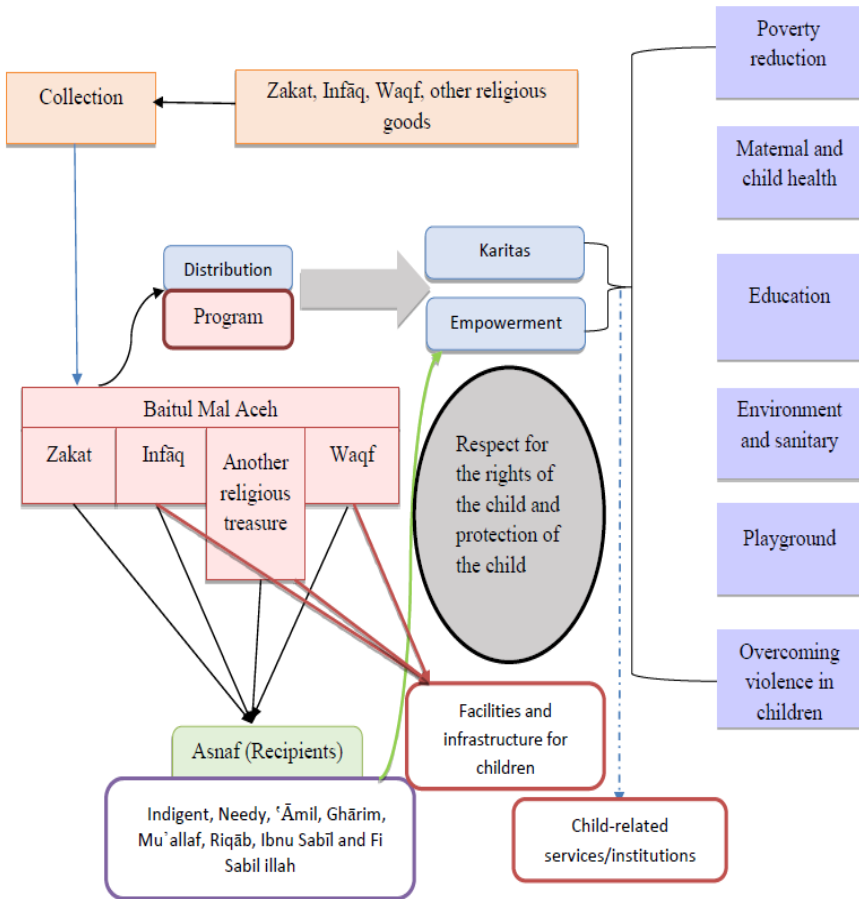 Poverty
reduction
Collection
Zakat, Infāq, Waqf, other religious
goods
Maternal and
child health
Distribution
Program
Karitas
Empowerment
Education
Baitul Mal Aceh
Zakat
Infāq
Another
religious
treasure
Waqf
Respect for
the rights of
the child and
protection of
the child
Environment
and sanitary
Playground
Overcoming
violence in
children
Facilities and
infrastructure for
children
Asnaf (Recipients)
Indigent, Needy, ‘Āmil, Ghārim,
Mu’allaf, Riqāb, Ibnu Sabīl and Fi
Sabil illah
Child-related
services/institutions